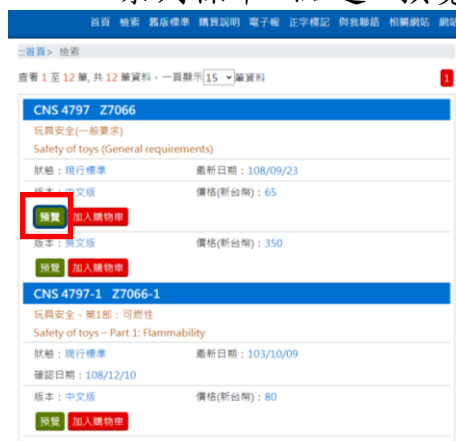 首頁 檢索 舊版標準 購買說明 電子報 正字標記 與我聯絡 相關網站 網站
首頁> 檢索
查看 1 至 12 筆, 共 12 筆資料，一頁顯示 15 筆資料
1
CNS 4797 Z7066
玩具安全(一般要求)
Safety of toys (General requirements)
狀態：現行標準 最新日期：108/09/23
版本：中文版 價格(新台幣)：65
預覽 加入購物車
版本：英文版 價格(新台幣)：350
預覽 加入購物車
CNS 4797-1 Z7066-1
玩具安全 - 第1部：可燃性
Safety of toys – Part 1: Flammability
狀態：現行標準 最新日期：103/10/09
確認日期：108/12/10
版本：中文版 價格(新台幣)：80
預覽 加入購物車